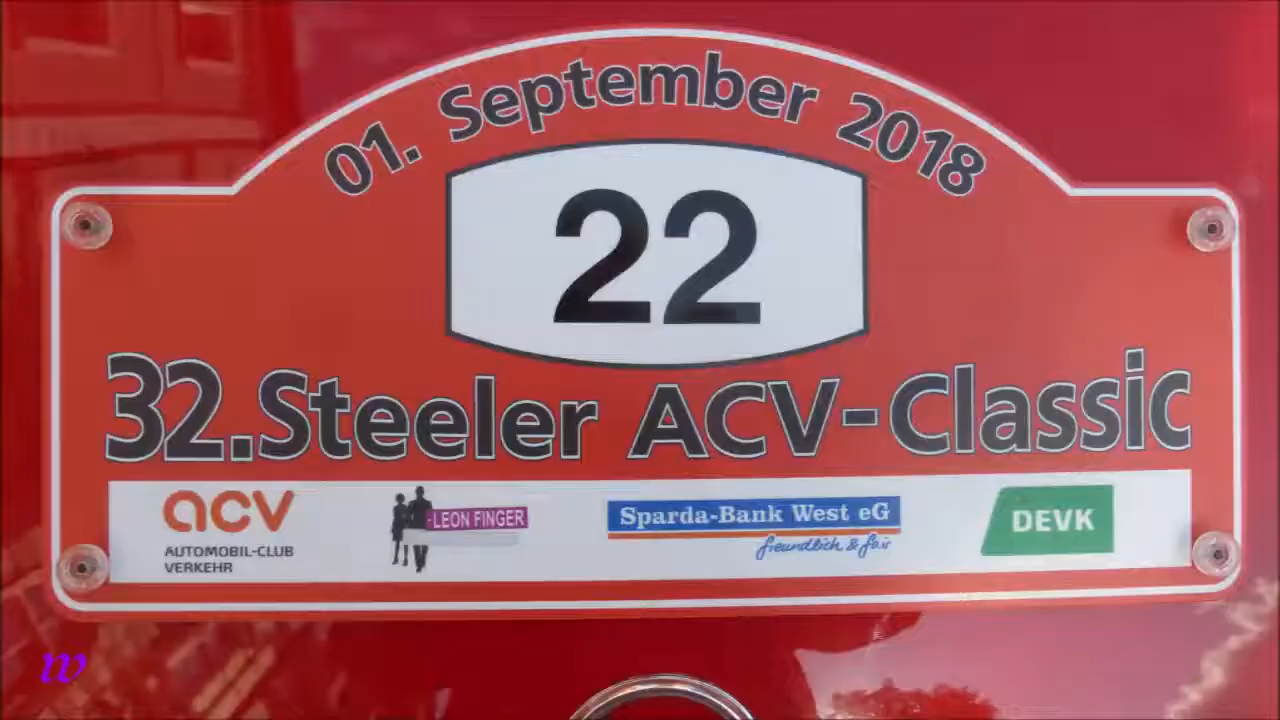 01. September 2018
22
32.Steeler ACV-Classic
acv
AUTOMOBIL-CLUB
VERKEHR
LEON FINGER
Sparda-Bank West eG
freundlich & fair
DEVK
w